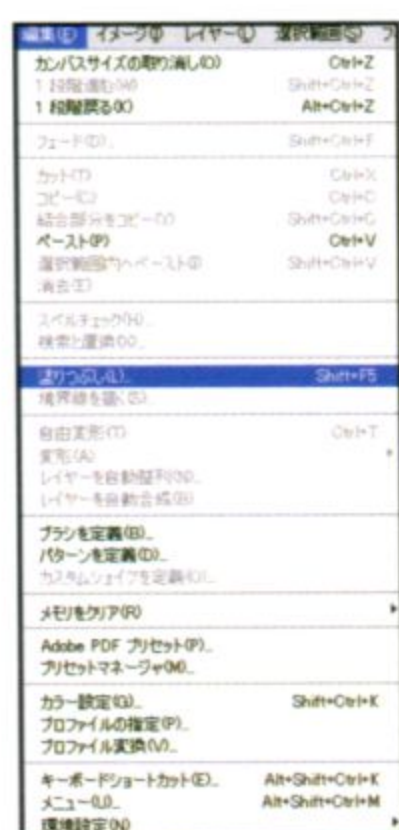 編集(E) イメージ(I) レイヤー(L) 選択範囲(S) フ
カンバスサイズの取り消し(O) Ctrl+Z
1 段階進む(W) Shift+Ctrl+Z
1 段階戻る(K) Alt+Ctrl+Z
フェード(D)... Shift+Ctrl+F
カット(T) Ctrl+X
コピー(C) Ctrl+C
結合部分をコピー(Y) Shift+Ctrl+C
ペースト(P) Ctrl+V
選択範囲内へペースト(I) Shift+Ctrl+V
消去(E)
スペルチェック(H)...
検索と置換(X)...
塗りつぶし(L)... Shift+F5
境界線を描く(S)...
自由変形(T) Ctrl+T
変形(A)
レイヤーを自動整列(N)...
レイヤーを自動合成(B)
ブラシを定義(B)...
パターンを定義(D)...
カスタムシェイプを定義(O)...
メモリをクリア(R)
Adobe PDF プリセット(P)...
プリセットマネージャ(M)...
カラー設定(G)... Shift+Ctrl+K
プロファイルの指定(P)...
プロファイル変換(V)...
キーボードショートカット(E)... Alt+Shift+Ctrl+K
メニュー(U)... Alt+Shift+Ctrl+M
環境設定(N)